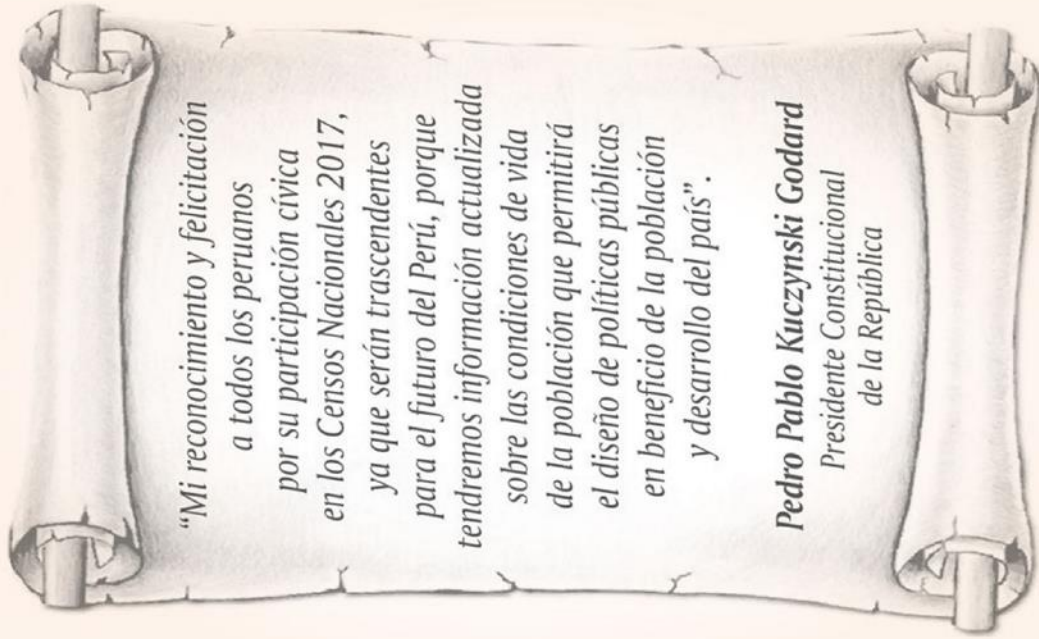 “Mi reconocimiento y felicitación
a todos los peruanos
por su participación cívica
en los Censos Nacionales 2017,
ya que serán trascendentes
para el futuro del Perú, porque
tendremos información actualizada
sobre las condiciones de vida
de la población que permitirá
el diseño de políticas públicas
en beneficio de la población
y desarrollo del país” .
Pedro Pablo Kuczynski Godard
Presidente Constitucional
de la República